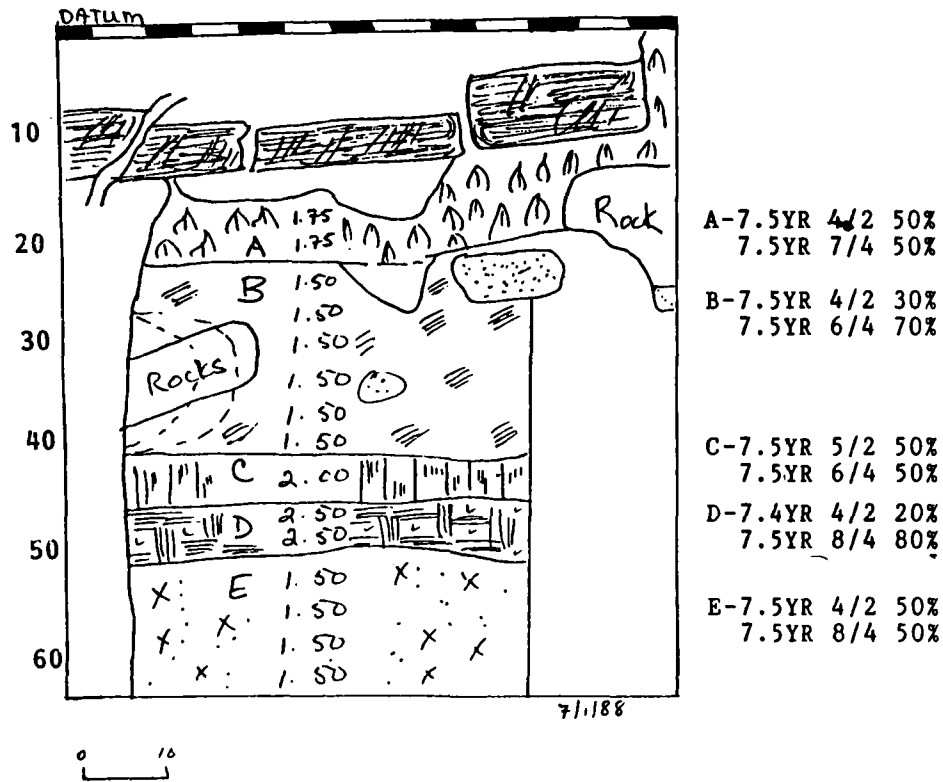 DATUM
10
20
30
40
50
60
Rock
1.75
A 1.75
B 1.50
1.50
1.50
Rocks
1.50
1.50
1.50
C 2.00
2.50
D 2.50
E 1.50
1.50
1.50
1.50
A-7.5YR 4/2 50%
7.5YR 7/4 50%
B-7.5YR 4/2 30%
7.5YR 6/4 70%
C-7.5YR 5/2 50%
7.5YR 6/4 50%
D-7.4YR 4/2 20%
7.5YR 8/4 80%
E-7.5YR 4/2 50%
7.5YR 8/4 50%
7/1/88
0 10